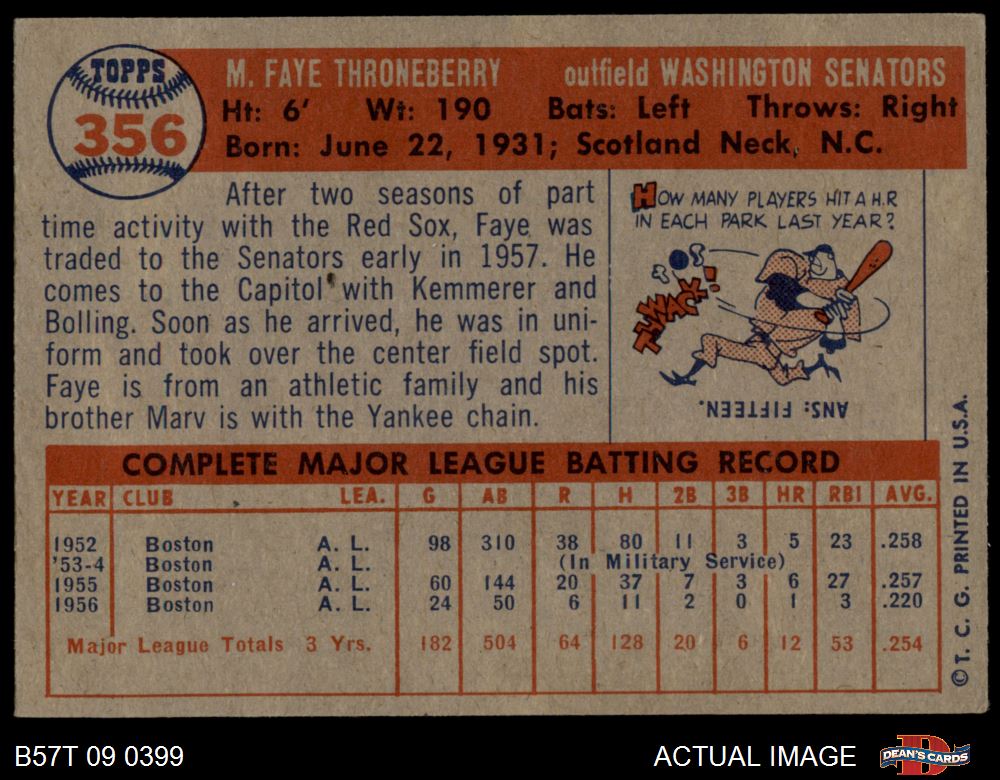 TOPPS
356
M. FAYE THRONEBERRY outfield WASHINGTON SENATORS
Ht: 6' Wt: 190 Bats: Left Throws: Right
Born: June 22, 1931; Scotland Neck, N.C.
After two seasons of part
time activity with the Red Sox, Faye was
traded to the Senators early in 1957. He
comes to the Capitol with Kemmerer and
Bolling. Soon as he arrived, he was in uni-
form and took over the center field spot.
Faye is from an athletic family and his
brother Marv is with the Yankee chain.
HOW MANY PLAYERS HIT A H.R
IN EACH PARK LAST YEAR?
THWACK!
ANS: FIFTEEN.
COMPLETE MAJOR LEAGUE BATTING RECORD
YEAR CLUB LEA. G AB R H 2B 3B HR RBI AVG.
1952 Boston A. L. 98 310 38 80 11 3 5 23 .258
'53-4 Boston A. L. (In Military Service)
1955 Boston A. L. 60 144 20 37 7 3 6 27 .257
1956 Boston A. L. 24 50 6 11 2 0 1 3 .220
Major League Totals 3 Yrs. 182 504 64 128 20 6 12 53 .254
© T. C. G. PRINTED IN U.S.A.
B57T 09 0399
ACTUAL IMAGE
D
DEAN'S CARDS